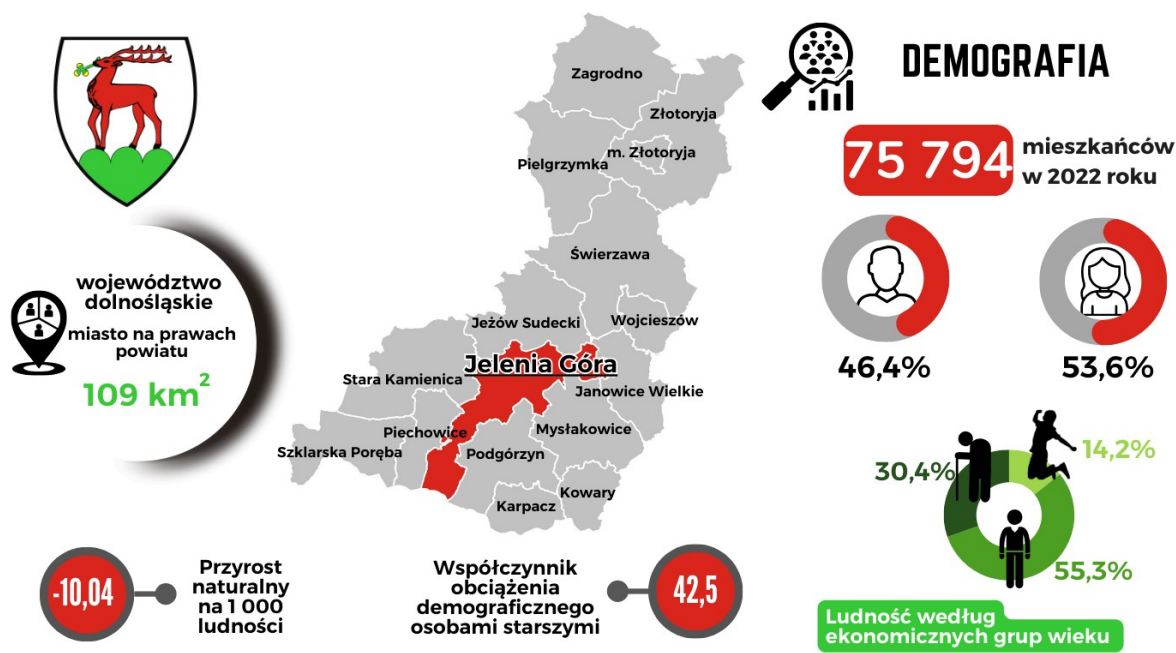 DEMOGRAFIA
75 794
mieszkańców
w 2022 roku
46,4%
53,6%
województwo
dolnośląskie
miasto na prawach
powiatu
109 km²
Zagrodno
Złotoryja
m. Złotoryja
Pielgrzymka
Świerzawa
Wojcieszów
Jeżów Sudecki
Jelenia Góra
Stara Kamienica
Janowice Wielkie
Piechowice
Mysłakowice
Szklarska Poręba
Podgórzyn
Kowary
Karpacz
14,2%
30,4%
55,3%
Ludność według
ekonomicznych grup wieku
-10,04
Przyrost
naturalny
na 1 000
ludności
Współczynnik
obciążenia
demograficznego
osobami starszymi
42,5